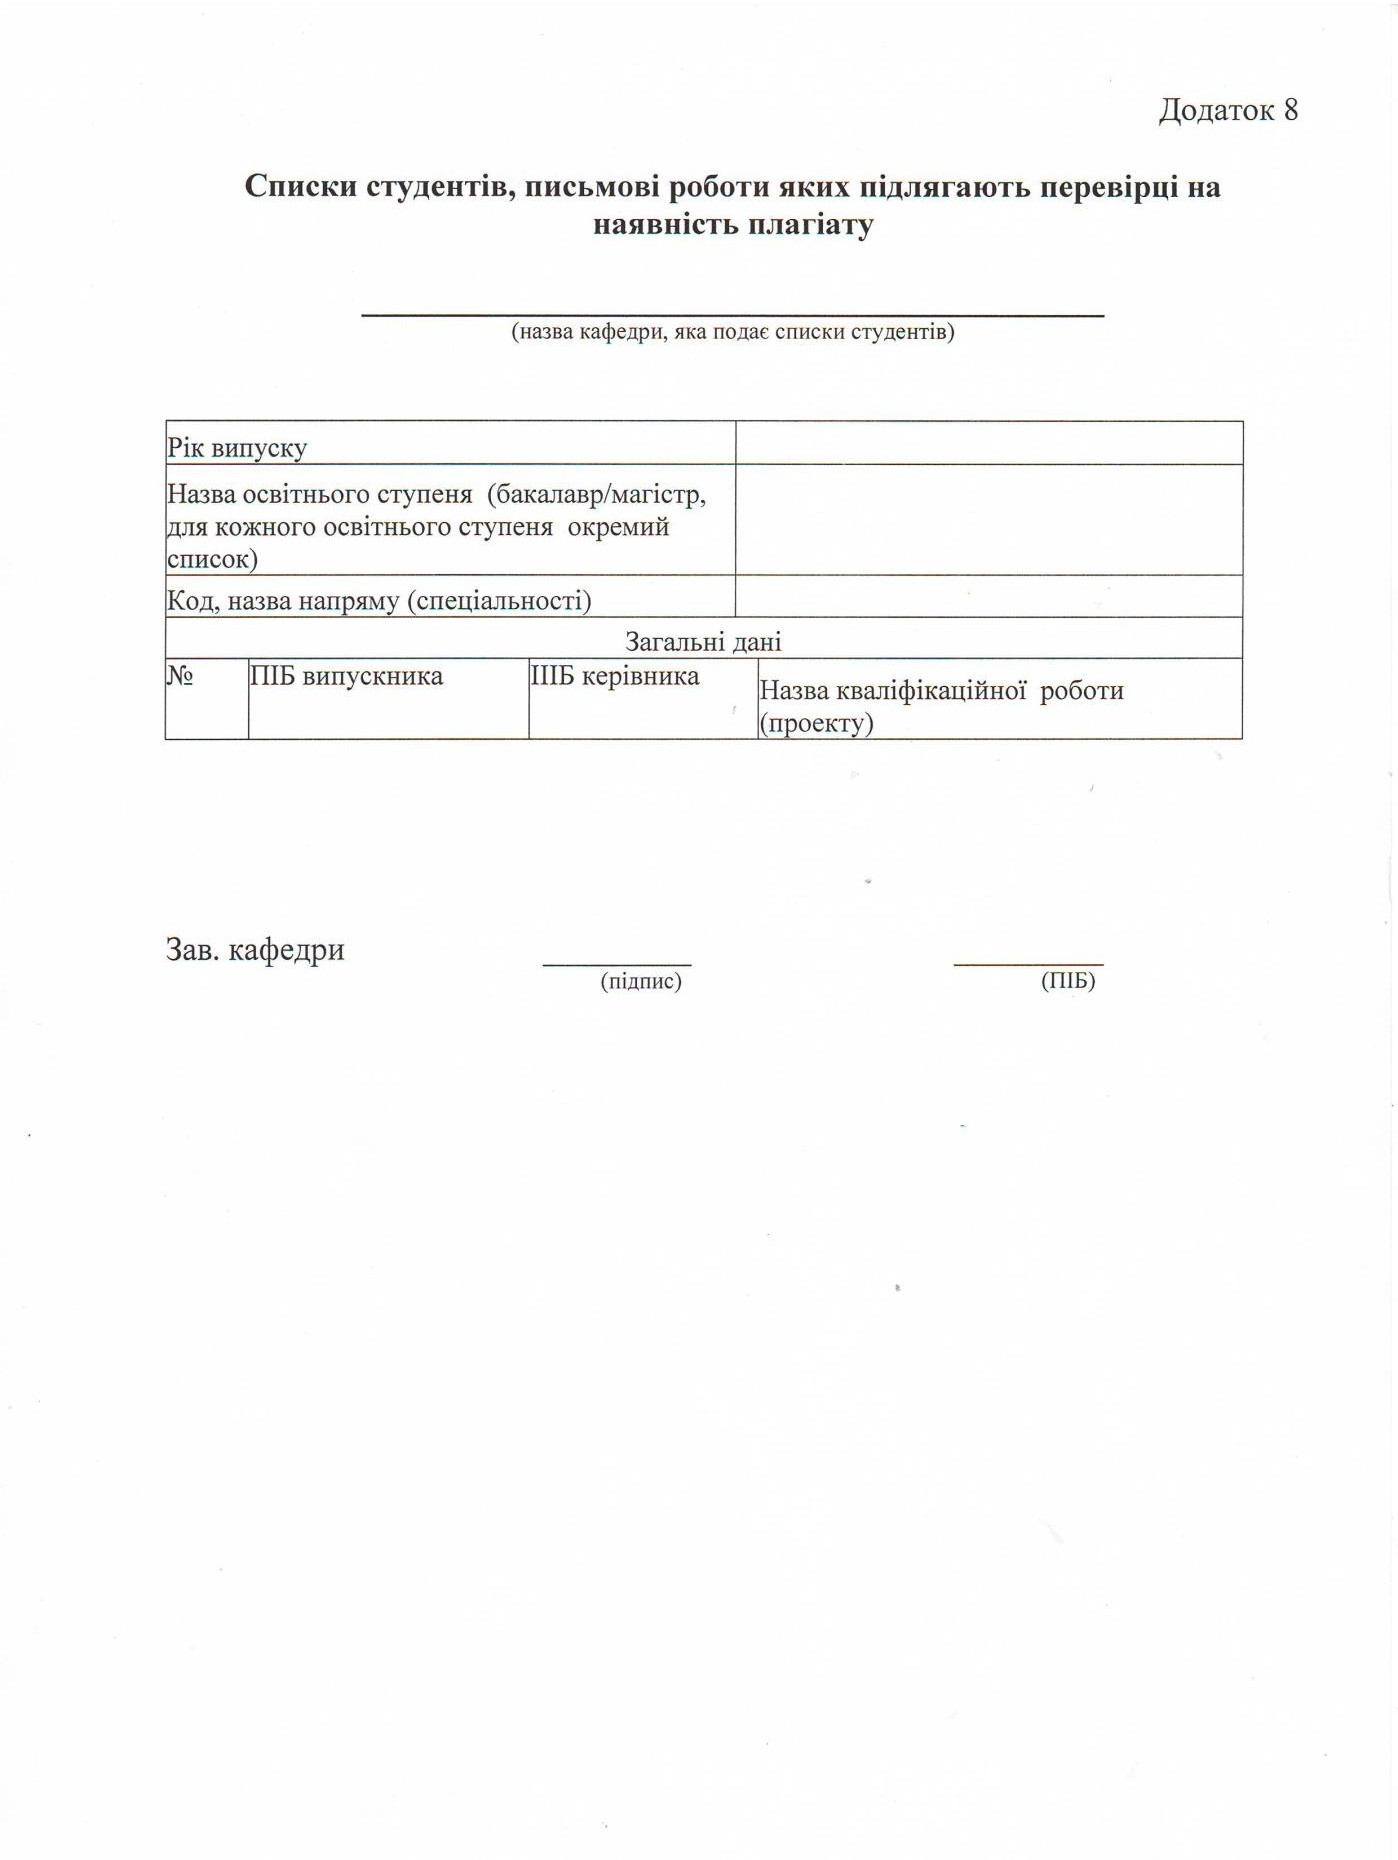 Додаток 8
Списки студентів, письмові роботи яких підлягають перевірці на
наявність плагіату
(назва кафедри, яка подає списки студентів)
Рік випуску
Назва освітнього ступеня (бакалавр/магістр,
для кожного освітнього ступеня окремий
список)
Код, назва напряму (спеціальності)
Загальні дані
№ ПІБ випускника ПІБ керівника Назва кваліфікаційної роботи
(проекту)
Зав. кафедри
(підпис) (ПІБ)